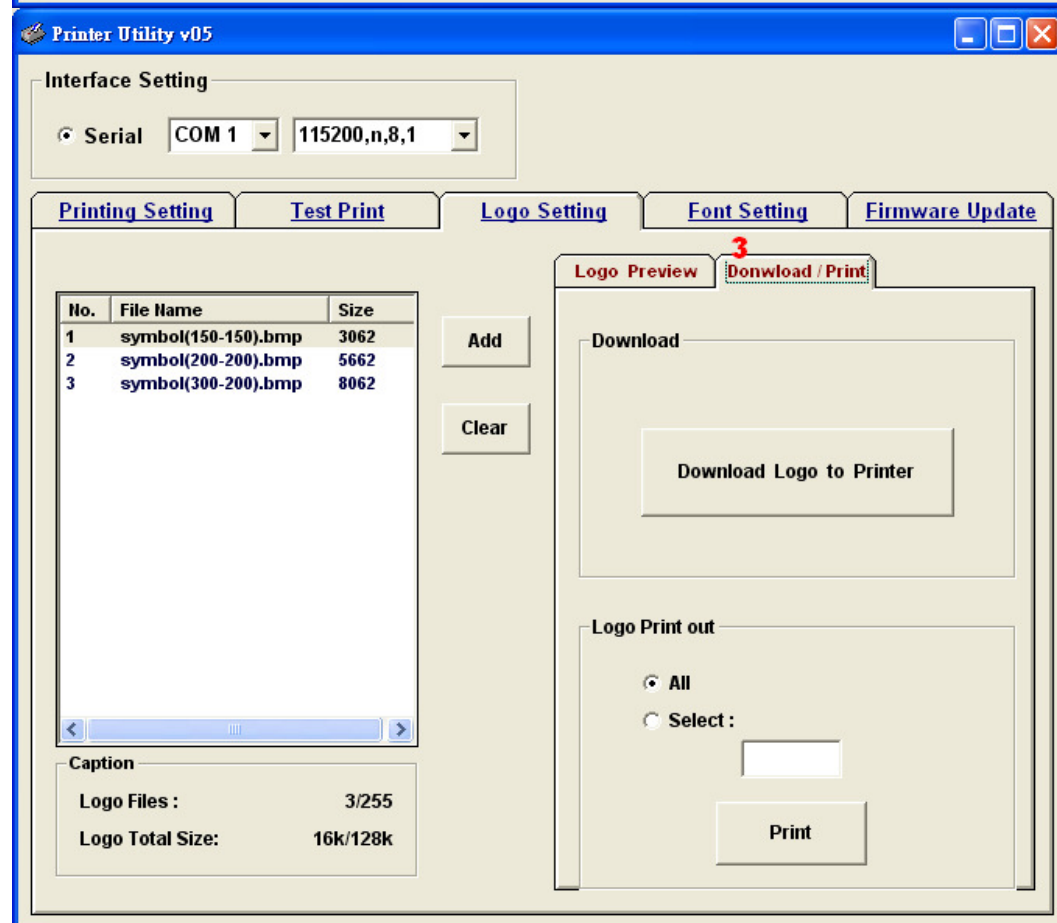 Printer Utility v05
Interface Setting
Serial COM 1 115200,n,8,1
Printing Setting Test Print Logo Setting Font Setting Firmware Update
3
Logo Preview Donwload / Print
No. File Name Size
1 symbol(150-150).bmp 3062
2 symbol(200-200).bmp 5662
3 symbol(300-200).bmp 8062
Add
Clear
Download
Download Logo to Printer
Logo Print out
All
Select :
Print
Caption
Logo Files : 3/255
Logo Total Size: 16k/128k